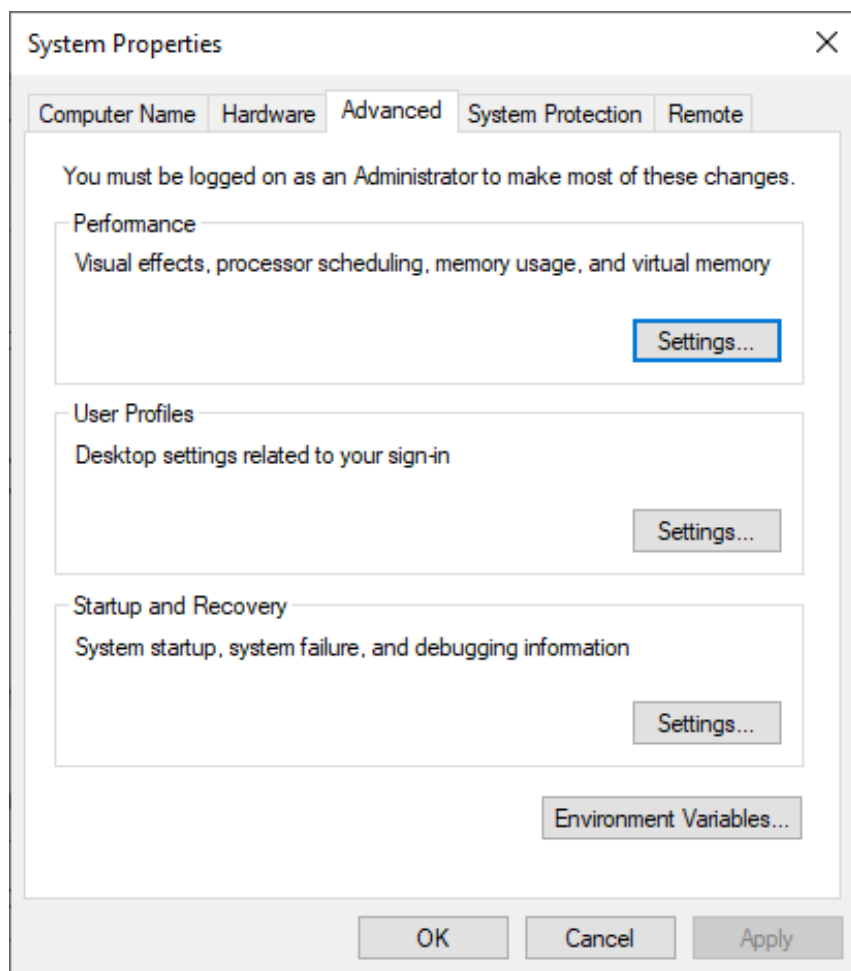 System Properties
Computer Name
Hardware
Advanced
System Protection
Remote
You must be logged on as an Administrator to make most of these changes.
Performance
Visual effects, processor scheduling, memory usage, and virtual memory
Settings...
User Profiles
Desktop settings related to your sign-in
Settings...
Startup and Recovery
System startup, system failure, and debugging information
Settings...
Environment Variables...
OK
Cancel
Apply